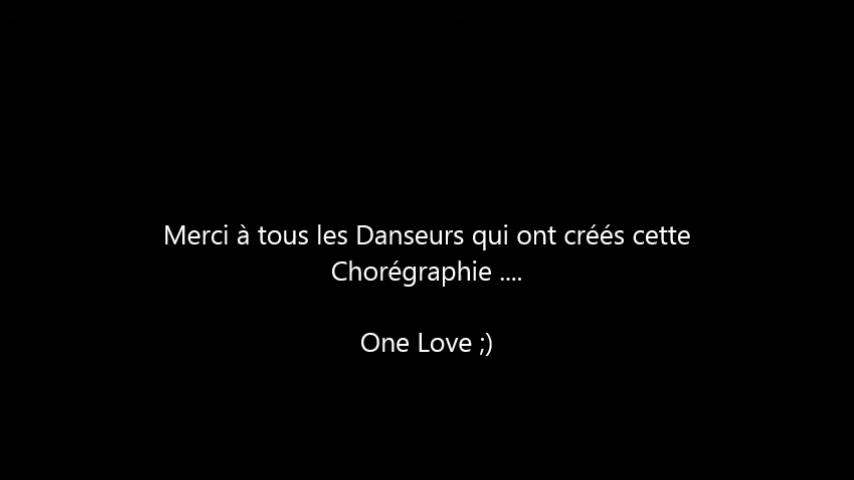 Merci à tous les Danseurs qui ont créés cette
Chorégraphie ....
One Love ;)